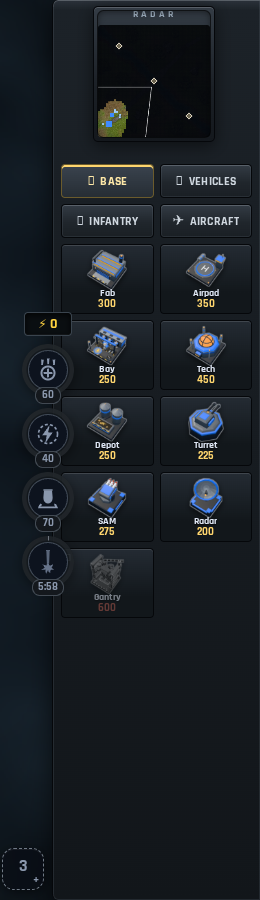 RADAR
BASE
VEHICLES
INFANTRY
AIRCRAFT
Fab
300
Airpad
350
0
Bay
250
Tech
450
60
Depot
250
Turret
225
40
SAM
275
Radar
200
70
Gantry
600
5:58
3
+